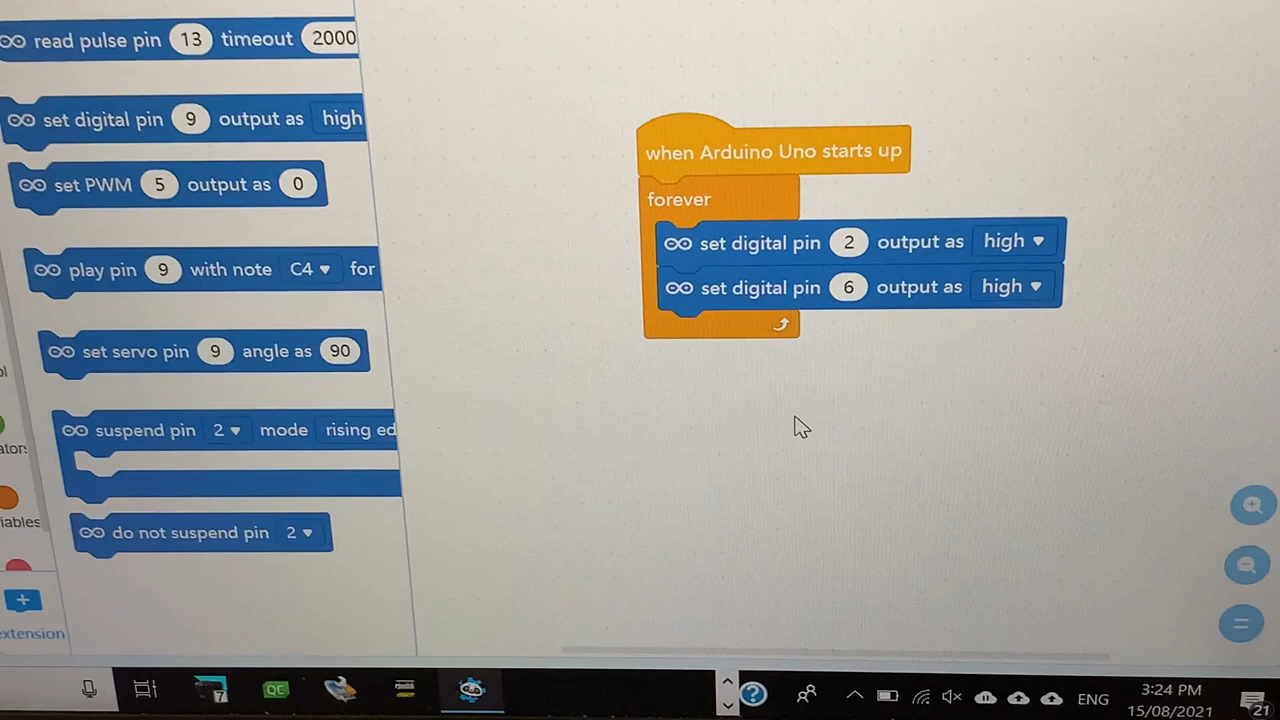 read pulse pin 13 timeout 2000
set digital pin 9 output as high
set PWM 5 output as 0
play pin 9 with note C4 for
set servo pin 9 angle as 90
suspend pin 2 mode rising ed
do not suspend pin 2
iables
extension
when Arduino Uno starts up
forever
set digital pin 2 output as high
set digital pin 6 output as high
7
QC
ENG
3:24 PM
15/08/2021
21